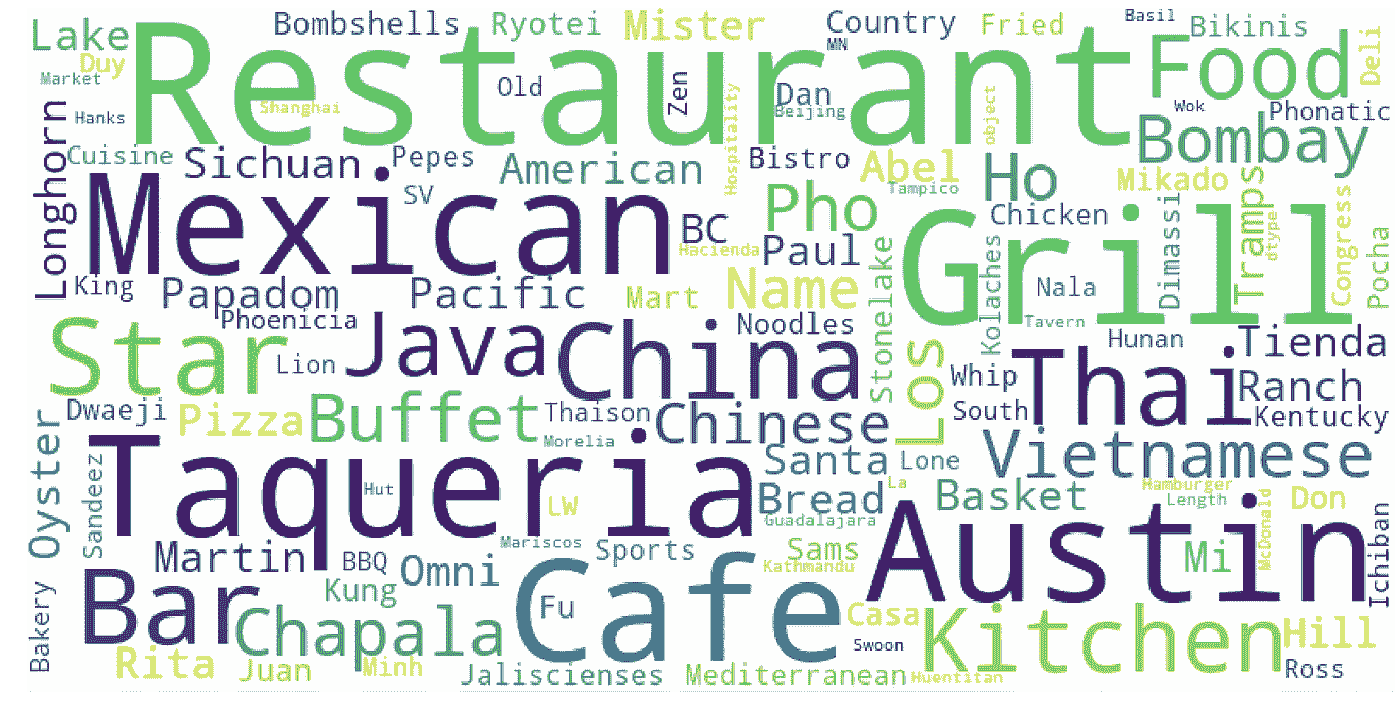 Lake
Bombshells
Ryotei
Mister
Country
Fried
Basil
Bikinis
Deli
Duy
Market
Restaurant
MN
Food
Old
Zen
Dan
Beijing
Wok
Phonatic
Shanghai
Hanks
Hospitality
object
Bombay
Longhorn
Cuisine
Sichuan
Pepes
American
Bistro
Abel
Tampico
Ho
Mikado
Tramps
Congress
Mexican
SV
BC
Hacienda
Pho
Paul
Chicken
Dimassi
dtype
Pocha
Grill
King
Papadom
Pacific
Mart
Name
Stonelake
Kolaches
Nala
Tavern
Phoenicia
Star
Lion
Java
China
Noodles
Los
Hunan
Tienda
Whip
Thai
Ranch
Dwaeji
Pizza
Buffet
Thaison
Morelia
Chinese
South
Kentucky
Oyster
Sandeez
Taqueria
Hut
LW
Santa
Lone
Vietnamese
Bread
La
Basket
Hamburger
Length
Don
Guadalajara
Mariscos
Austin
McDonald
Ichiban
Martin
BBQ
Omni
Sports
Sams
Kathmandu
Mi
Bakery
Bar
Kung
Cafe
Fu
Casa
Chapala
Kitchen
Hill
Swoon
Rita
Juan
Minh
Jaliscienses
Mediterranean
Huentitan
Ross